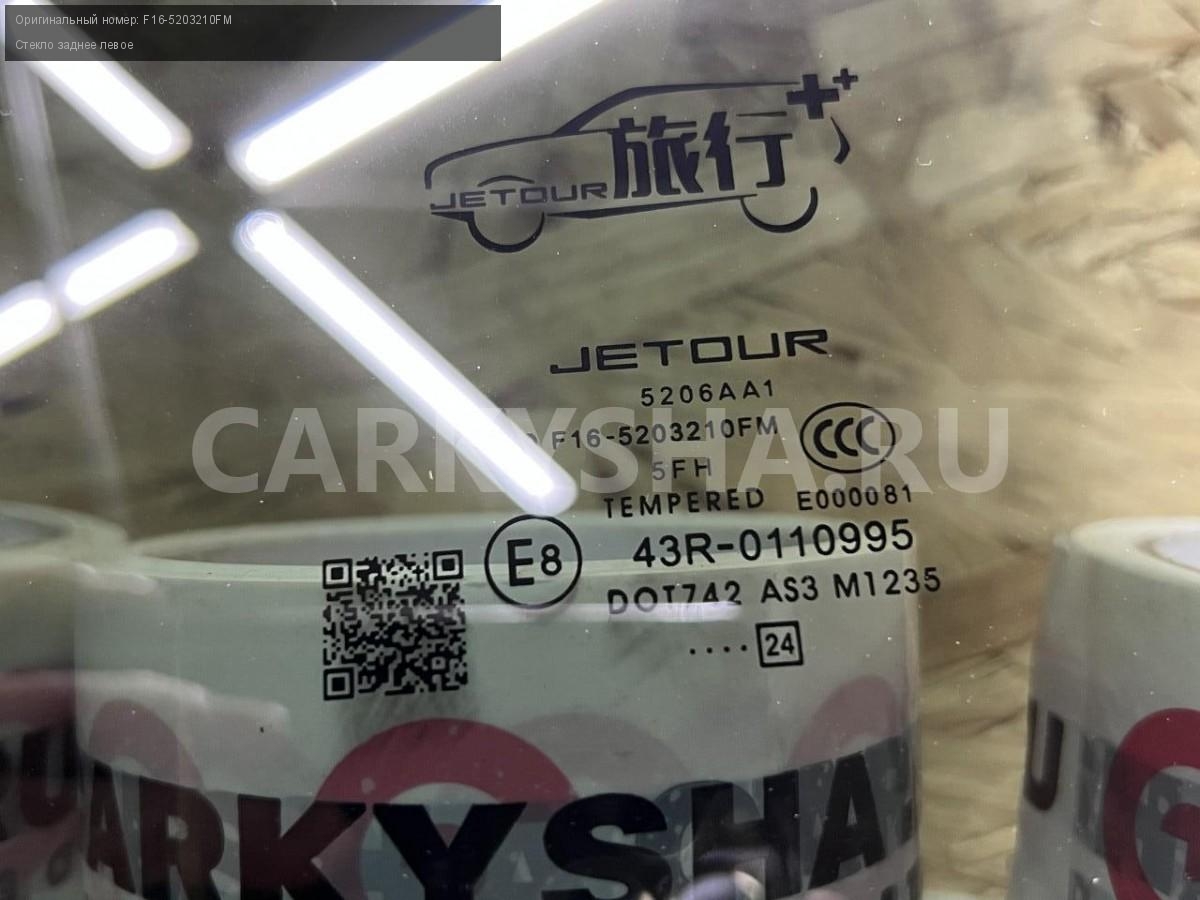 Оригинальный номер: F16-5203210FM
Стекло заднее левое
JETOUR 旅行++
JETOUR
5206AA1
F16-5203210FM CCC
5FH
CARKYSHA.RU
TEMPERED E000081
E8 43R-0110995
DOT742 AS3 M1235
.... 24
ARKYSHA